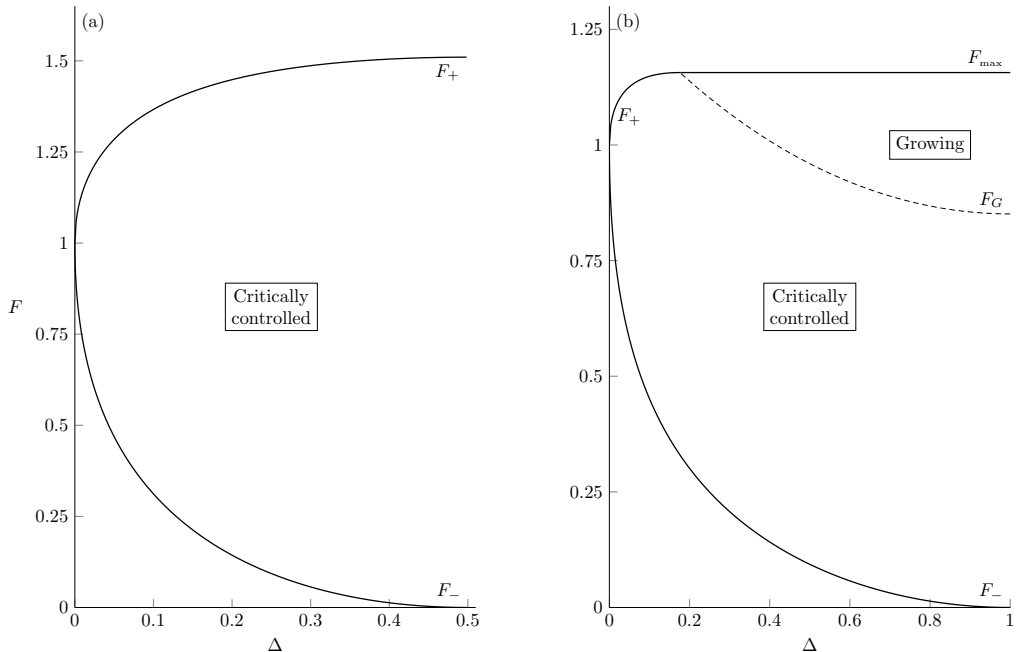 (a)
1.5
F₊
1.25
1
F
0.75
Critically
controlled
0.5
0.25
F₋
0
0 0.1 0.2 0.3 0.4 0.5
Δ
(b)
1.25
F_max
F₊
1
Growing
F_G
0.75
Critically
controlled
0.5
0.25
F₋
0
0 0.2 0.4 0.6 0.8 1
Δ